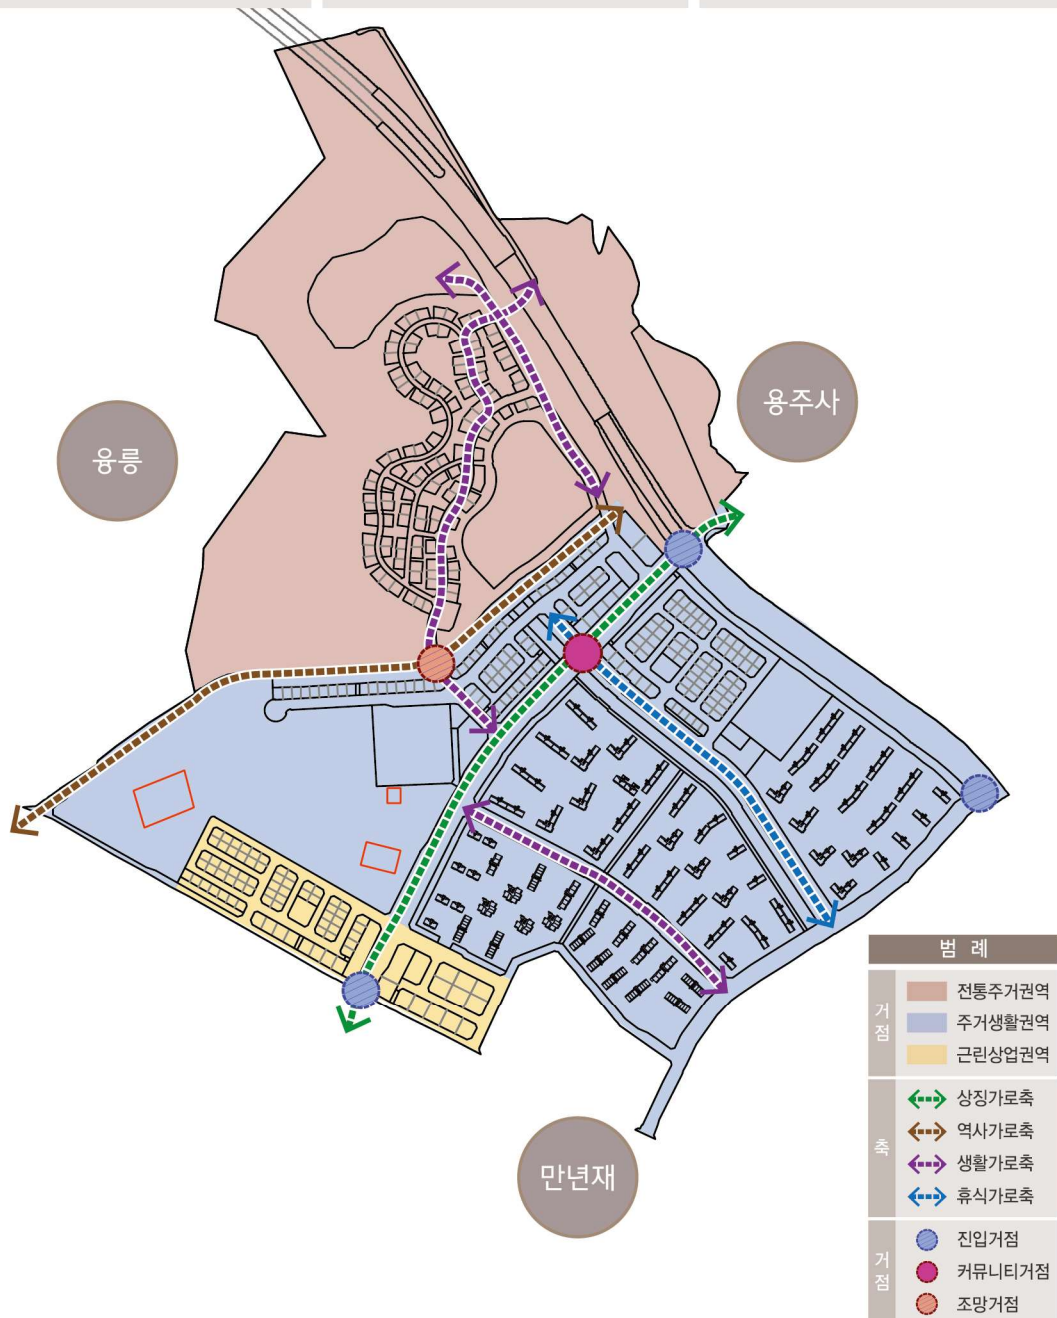 용주사
융릉
만년재
범 례
거점
전통주거권역
주거생활권역
근린상업권역
축
상징가로축
역사가로축
생활가로축
휴식가로축
거점
진입거점
커뮤니티거점
조망거점